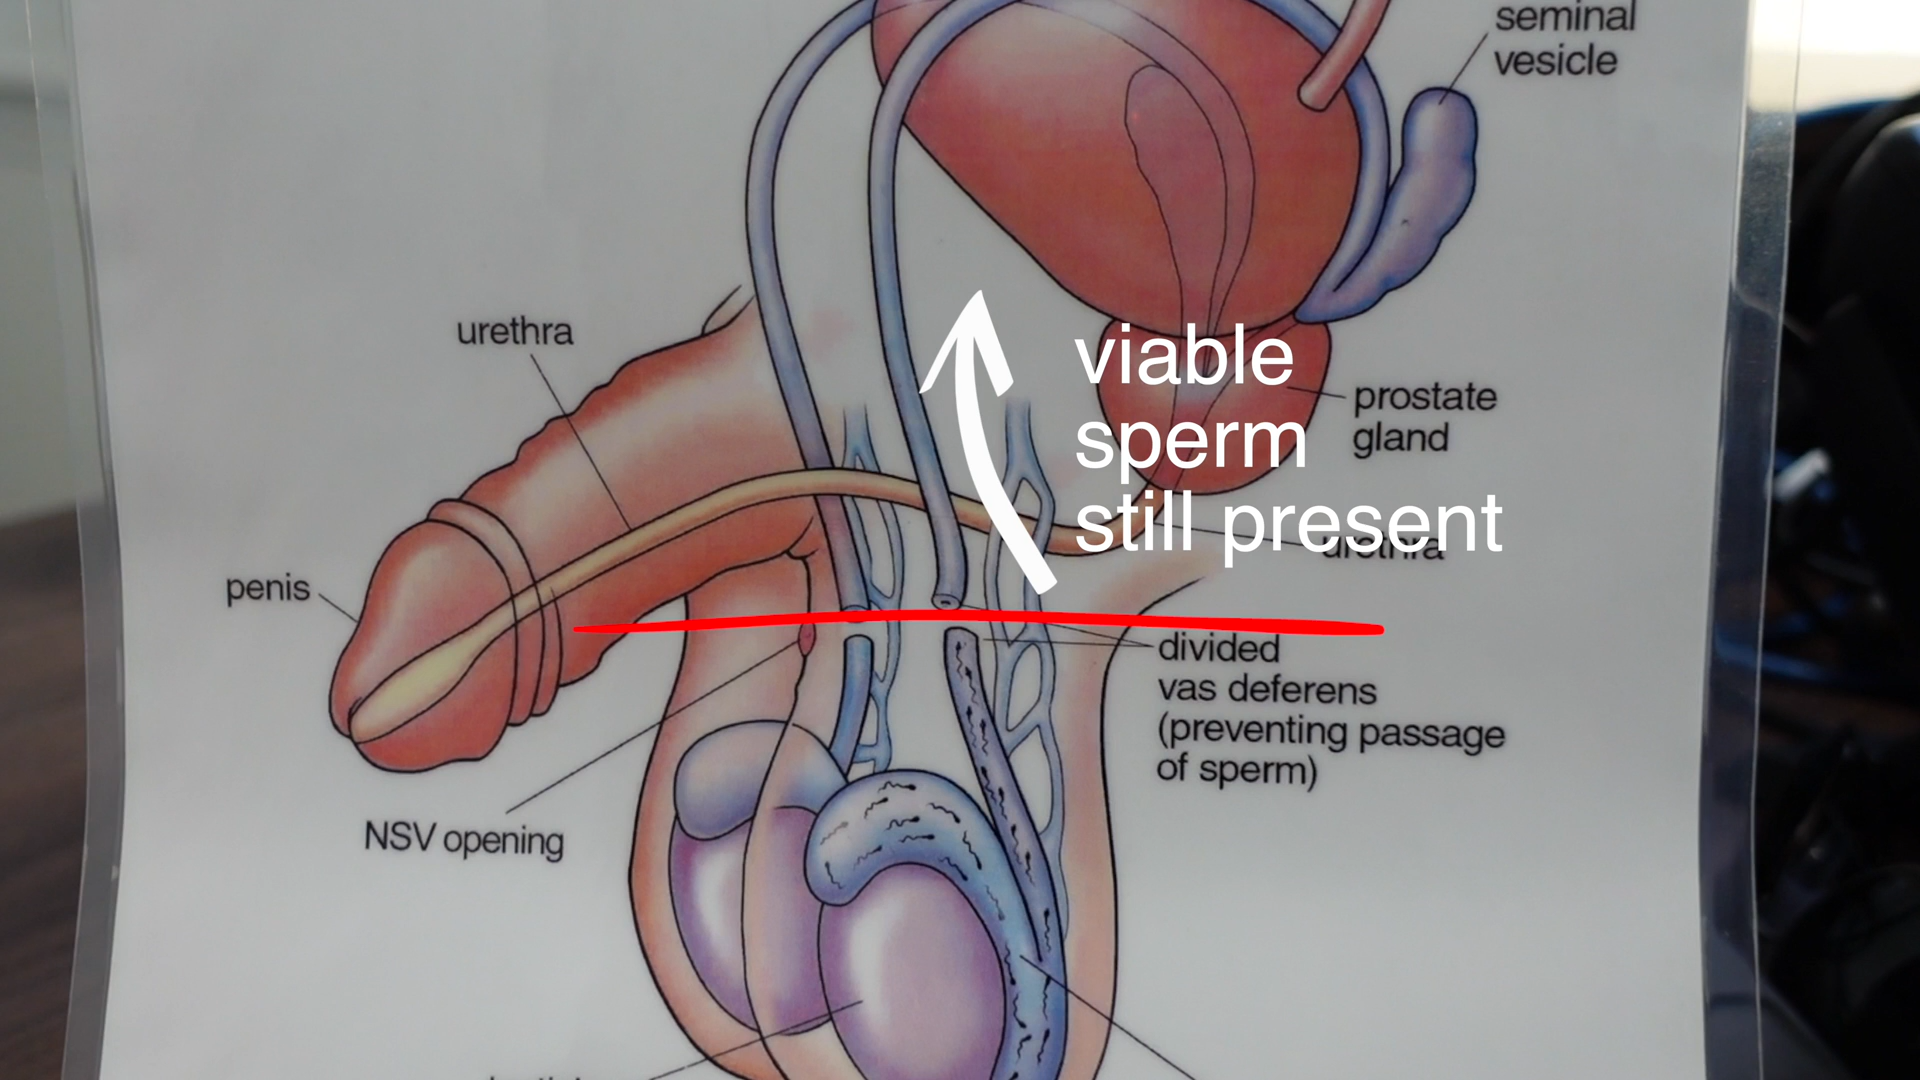 seminal
vesicle
urethra
viable
sperm
still present
prostate
gland
urethra
penis
divided
vas deferens
(preventing passage
of sperm)
NSV opening